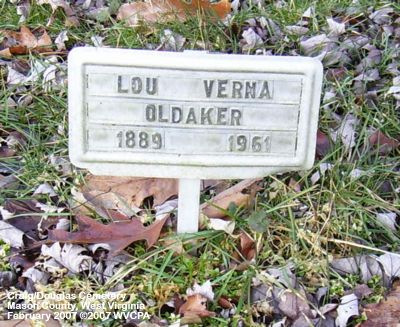 LOU VERNA
OLDAKER
1889 1961
Craig/Douglas Cemetery
Mason County, West Virginia
February 2007 ©2007 WVCPA